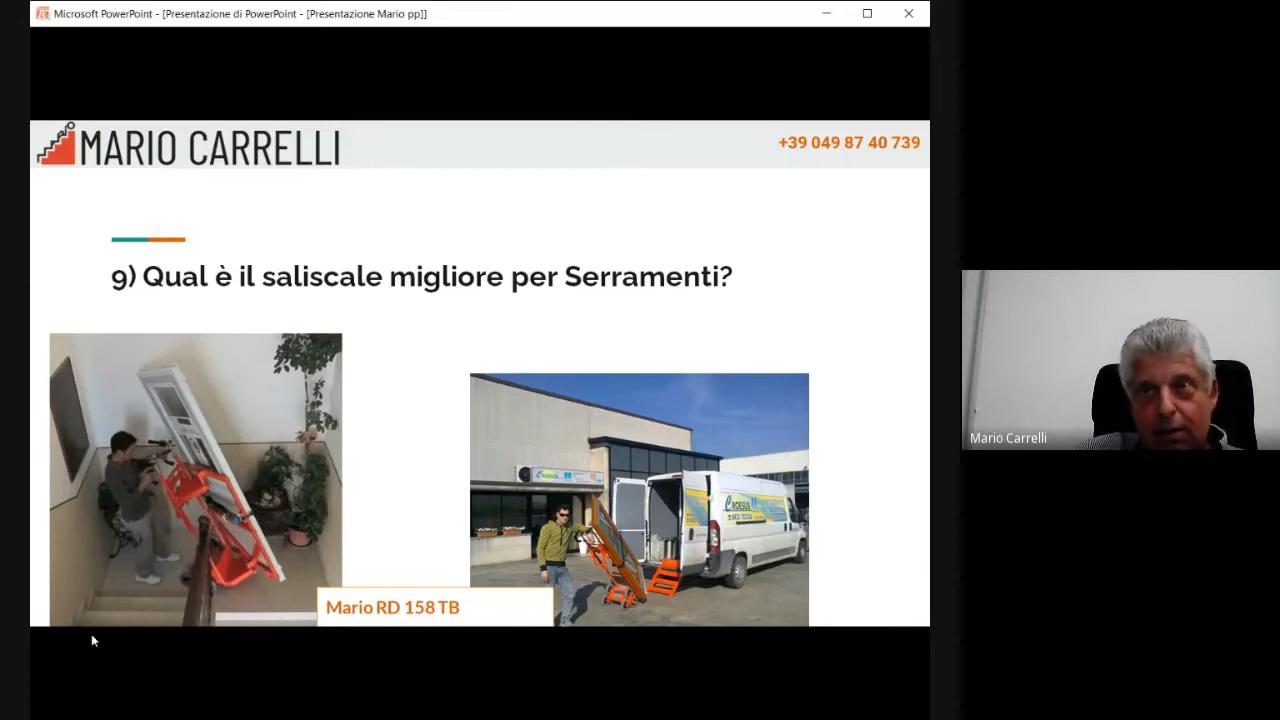 Microsoft PowerPoint - [Presentazione di PowerPoint - [Presentazione Mario pp]]
MARIO CARRELLI
+39 049 87 40 739
9) Qual è il saliscale migliore per Serramenti?
CROESUS
Mario RD 158 TB
Mario Carrelli